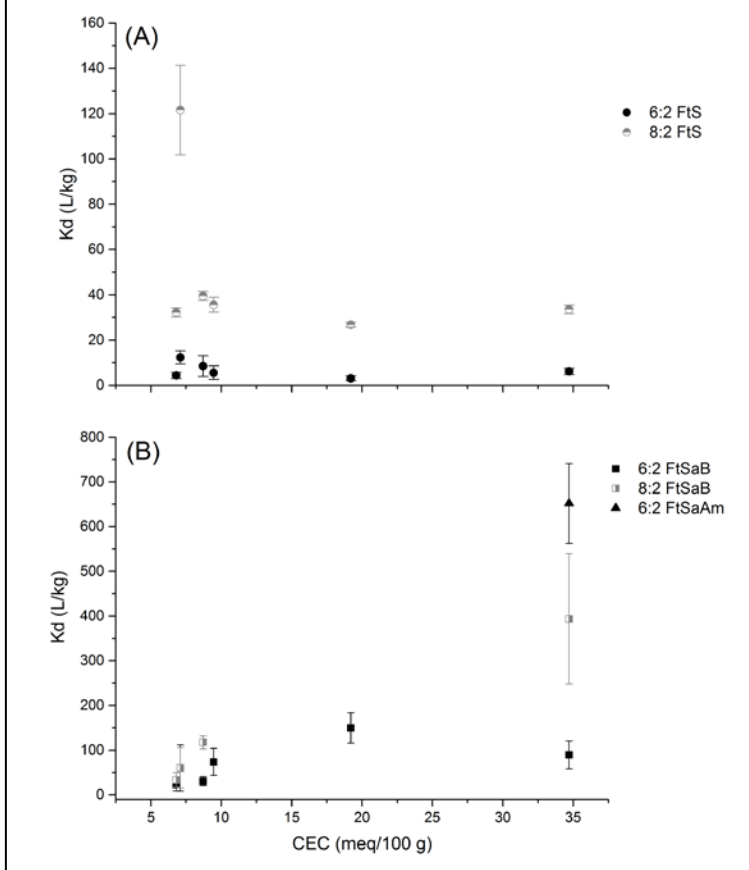 (A)
160
140
120
100
80
60
40
20
0
Kd (L/kg)
6:2 FtS
8:2 FtS
(B)
800
700
600
500
400
300
200
100
0
Kd (L/kg)
6:2 FtSaB
8:2 FtSaB
6:2 FtSaAm
5 10 15 20 25 30 35
CEC (meq/100 g)